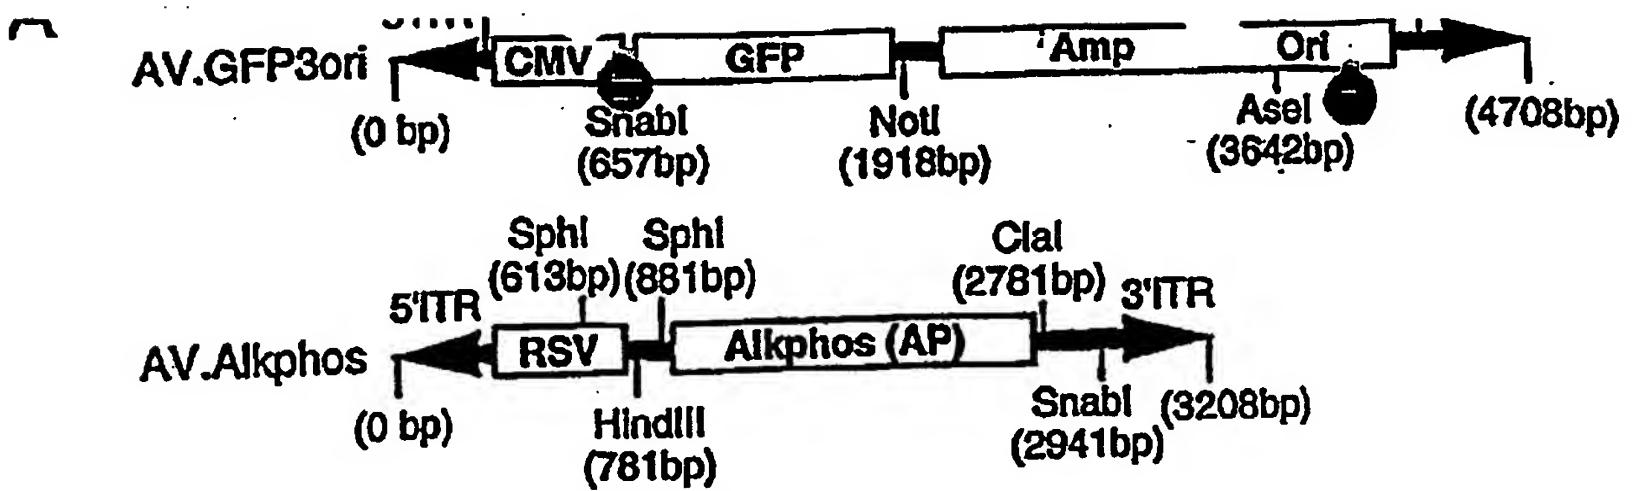 AV.GFP3ori
CMV
GFP
Amp
Ori
(0 bp)
SnabI
(657bp)
NotI
(1918bp)
AseI
(3642bp)
(4708bp)
SphI
(613bp)
SphI
(881bp)
ClaI
(2781bp)
5'ITR
3'ITR
AV.Alkphos
RSV
Alkphos (AP)
(0 bp)
HindIII
(781bp)
SnabI
(2941bp)
(3208bp)